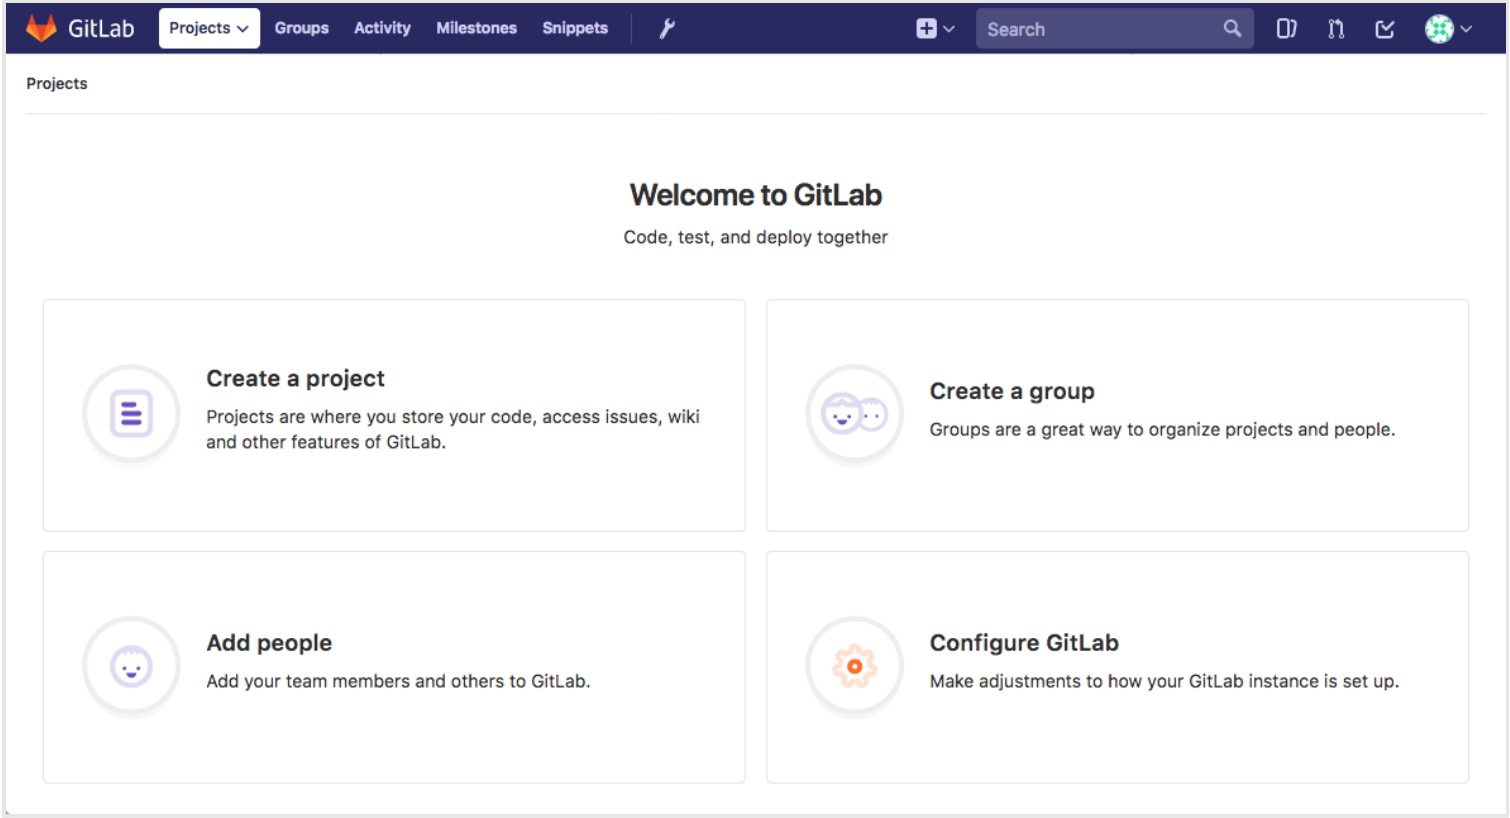 GitLab Projects Groups Activity Milestones Snippets Search
Projects
Welcome to GitLab
Code, test, and deploy together
Create a project
Projects are where you store your code, access issues, wiki
and other features of GitLab.
Create a group
Groups are a great way to organize projects and people.
Add people
Add your team members and others to GitLab.
Configure GitLab
Make adjustments to how your GitLab instance is set up.